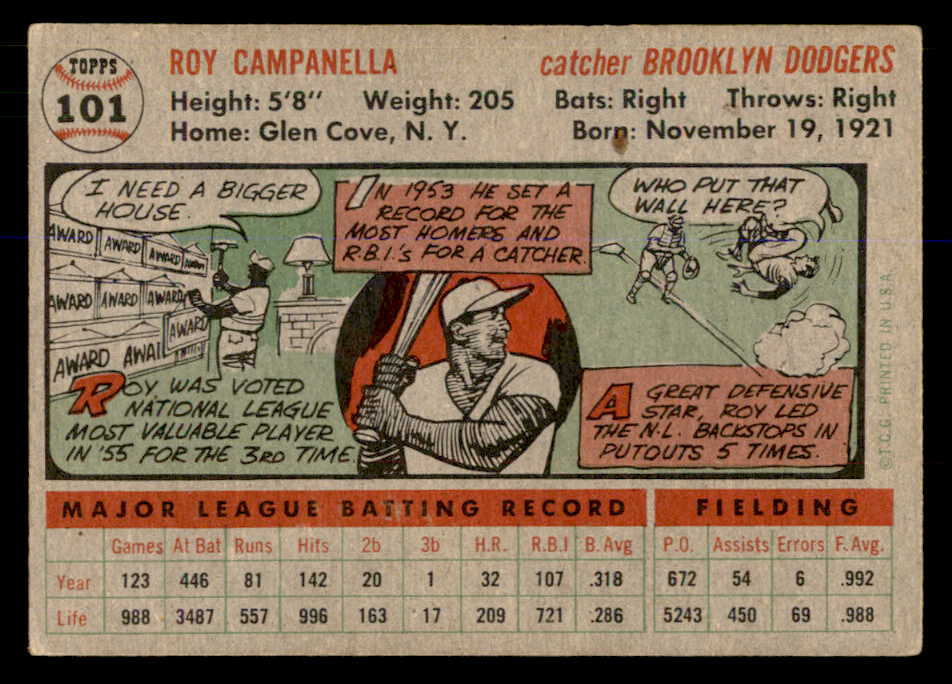 TOPPS
101
ROY CAMPANELLA
catcher BROOKLYN DODGERS
Height: 5'8" Weight: 205 Bats: Right Throws: Right
Home: Glen Cove, N. Y. Born: November 19, 1921
I NEED A BIGGER
HOUSE.
AWARD
AWARD
AWARD
AWARD
AWARD
AWARD
AWARD
AWARD
AWARD
ROY WAS VOTED
NATIONAL LEAGUE
MOST VALUABLE PLAYER
IN '55 FOR THE 3RD TIME.
IN 1953 HE SET A
RECORD FOR THE
MOST HOMERS AND
R.B.I.'s FOR A CATCHER.
WHO PUT THAT
WALL HERE?
A GREAT DEFENSIVE
STAR, ROY LED
THE N.L. BACKSTOPS IN
PUTOUTS 5 TIMES.
© T.C.G. PRINTED IN U.S.A.
MAJOR LEAGUE BATTING RECORD FIELDING
Games At Bat Runs Hits 2b 3b H.R. R.B.I B. Avg P.O. Assists Errors F. Avg.
Year 123 446 81 142 20 1 32 107 .318 672 54 6 .992
Life 988 3487 557 996 163 17 209 721 .286 5243 450 69 .988